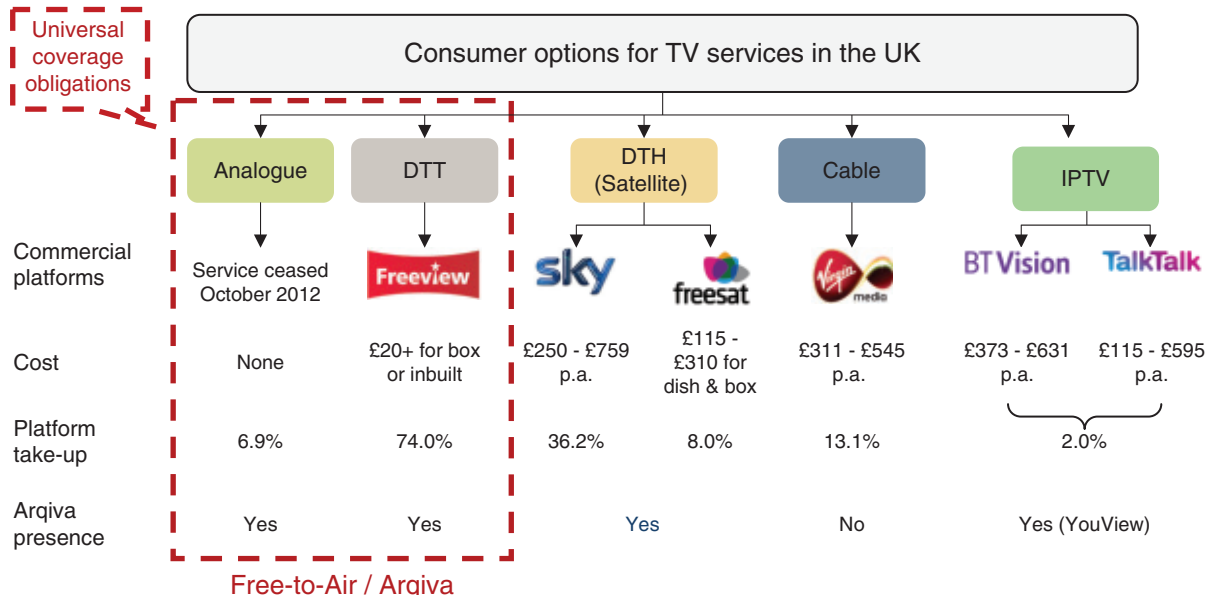 Universal
coverage
obligations
Consumer options for TV services in the UK
Analogue
DTT
DTH
(Satellite)
Cable
IPTV
Commercial
platforms
Service ceased
October 2012
Freeview
sky
freesat
Virgin
media
BT Vision
TalkTalk
Cost
None
£20+ for box
or inbuilt
£250 - £759
p.a.
£115 -
£310 for
dish & box
£311 - £545
p.a.
£373 - £631
p.a.
£115 - £595
p.a.
Platform
take-up
6.9%
74.0%
36.2%
8.0%
13.1%
2.0%
Arqiva
presence
Yes
Yes
Yes
No
Yes (YouView)
Free-to-Air / Arqiva